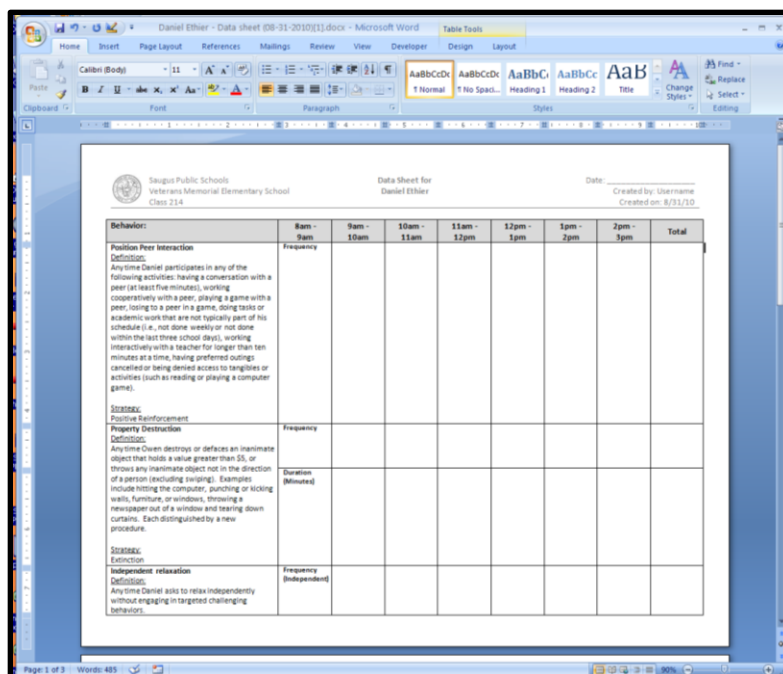 Daniel Ethier - Data sheet (08-31-2010)[1].docx - Microsoft Word
Table Tools
Home Insert Page Layout References Mailings Review View Developer Design Layout
Paste
Calibri (Body) 11
AaBbCcDc AaBbCcDc AaBbC AaBbCc AaB
¶ Normal ¶ No Spaci... Heading 1 Heading 2 Title
Change Styles
Find
Replace
Select
Clipboard Font Paragraph Styles Editing
Saugus Public Schools Data Sheet for Date:
Veterans Memorial Elementary School Daniel Ethier Created by: Username
Class 214 Created on: 8/31/10
Behavior: 8am - 9am 9am - 10am 10am - 11am 11am - 12pm 12pm - 1pm 1pm - 2pm 2pm - 3pm Total
Position Peer Interaction Frequency
Definition:
Any time Daniel participates in any of the
following activities: having a conversation with a
peer (at least five minutes), working
cooperatively with a peer, playing a game with a
peer, losing to a peer in a game, doing tasks or
academic work that are not typically part of his
schedule (i.e., not done weekly or not done
within the last three school days), working
interactively with a teacher for longer than ten
minutes at a time, having preferred outings
cancelled or being denied access to tangibles or
activities (such as reading or playing a computer
game).
Strategy:
Positive Reinforcement
Property Destruction Frequency
Definition:
Any time Owen destroys or defaces an inanimate
object that holds a value greater than $5, or
throws any inanimate object not in the direction
of a person (excluding swiping). Examples
include hitting the computer, punching or kicking
walls, furniture, or windows, throwing a
newspaper out of a window and tearing down
curtains. Each distinguished by a new
procedure.
Duration
(Minutes)
Strategy:
Extinction
Independent relaxation Frequency
Definition: (Independent)
Any time Daniel asks to relax independently
without engaging in targeted challenging
behaviors.
Page: 1 of 3 Words: 485 90%